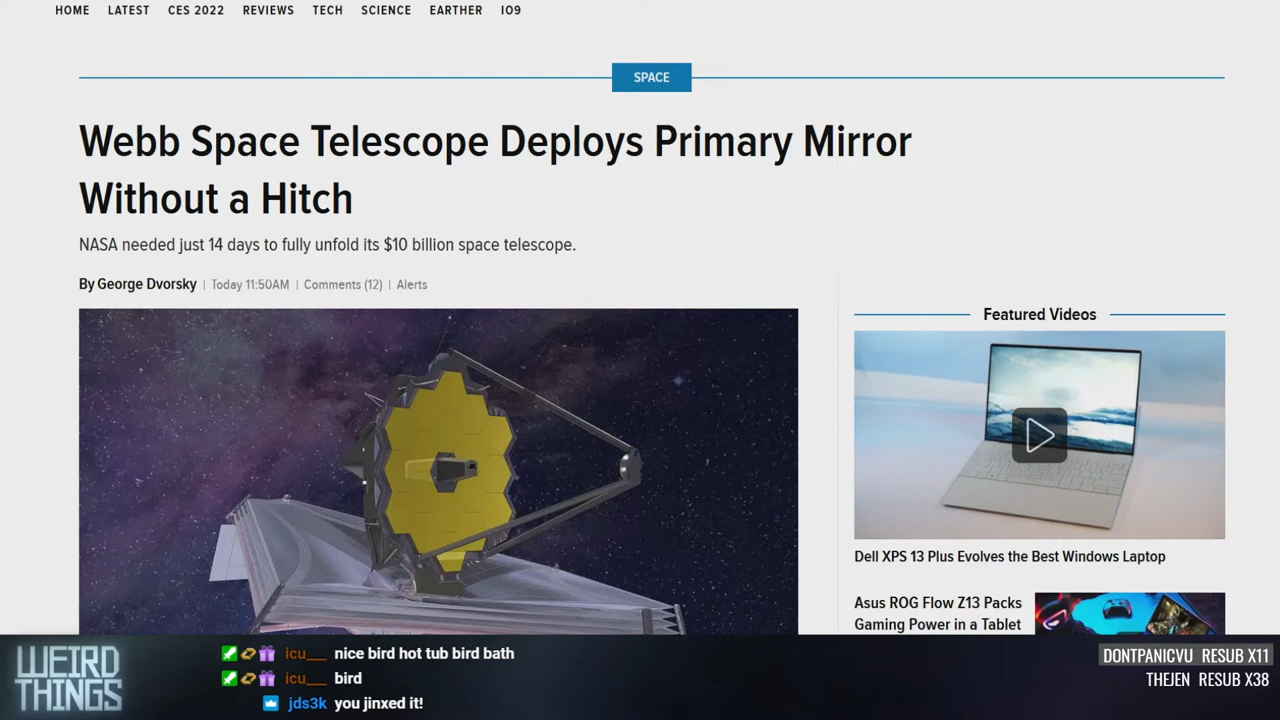 HOME LATEST CES 2022 REVIEWS TECH SCIENCE EARTHER IO9
SPACE
Webb Space Telescope Deploys Primary Mirror
Without a Hitch
NASA needed just 14 days to fully unfold its $10 billion space telescope.
By George Dvorsky | Today 11:50AM | Comments (12) | Alerts
Featured Videos
Dell XPS 13 Plus Evolves the Best Windows Laptop
Asus ROG Flow Z13 Packs
Gaming Power in a Tablet
WEIRD
THINGS
icu___ nice bird hot tub bird bath
icu___ bird
jds3k you jinxed it!
DONTPANICVU RESUB X11
THEJEN RESUB X38